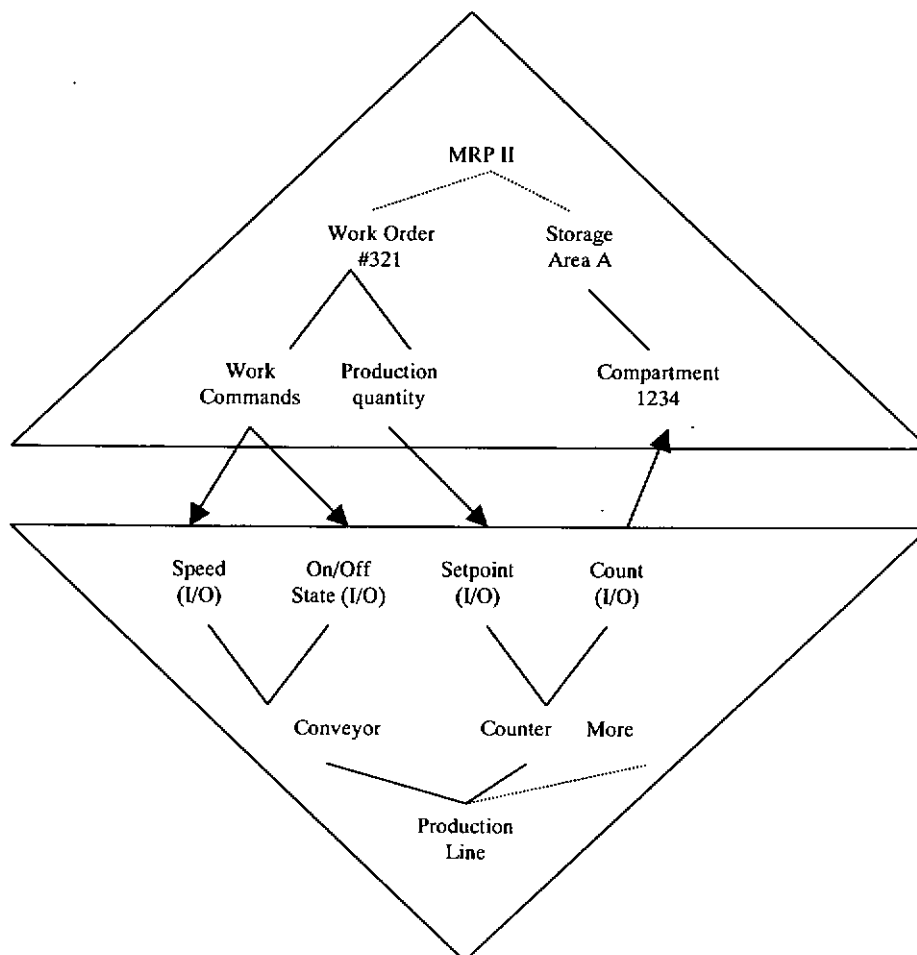 MRP II
Work Order
#321
Storage
Area A
Work
Commands
Production
quantity
Compartment
1234
Speed
(I/O)
On/Off
State (I/O)
Setpoint
(I/O)
Count
(I/O)
Conveyor
Counter
More
Production
Line